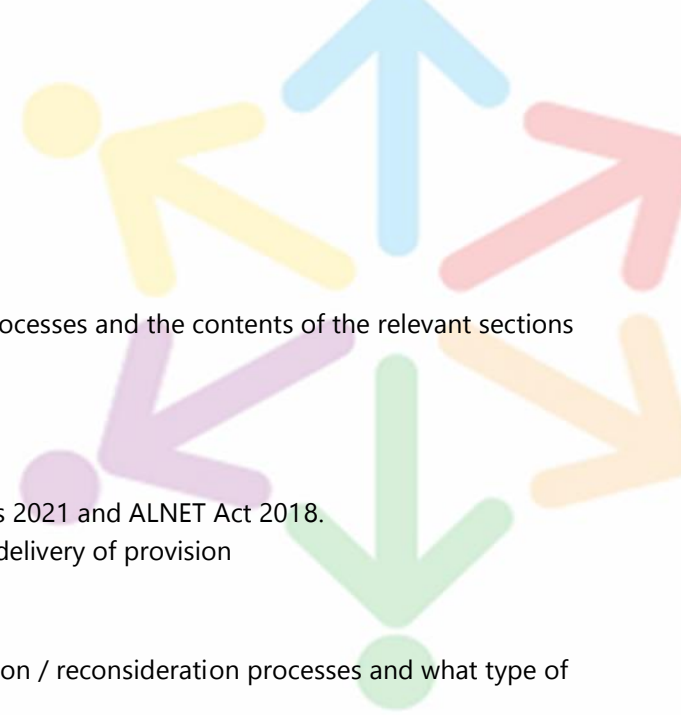 ocesses and the contents of the relevant sections
s 2021 and ALNET Act 2018.
delivery of provision
on / reconsideration processes and what type of